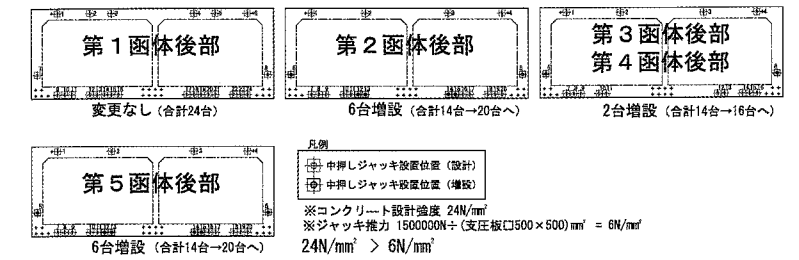 第1函体後部
変更なし (合計24台)
第2函体後部
6台増設 (合計14台→20台へ)
第3函体後部
第4函体後部
2台増設 (合計14台→16台へ)
第5函体後部
6台増設 (合計14台→20台へ)
凡例
中押しジャッキ設置位置 (設計)
中押しジャッキ設置位置 (増設)
※コンクリート設計強度 24N/mm²
※ジャッキ推力 1500000N÷(支圧板□500×500)mm² = 6N/mm²
24N/mm² > 6N/mm²